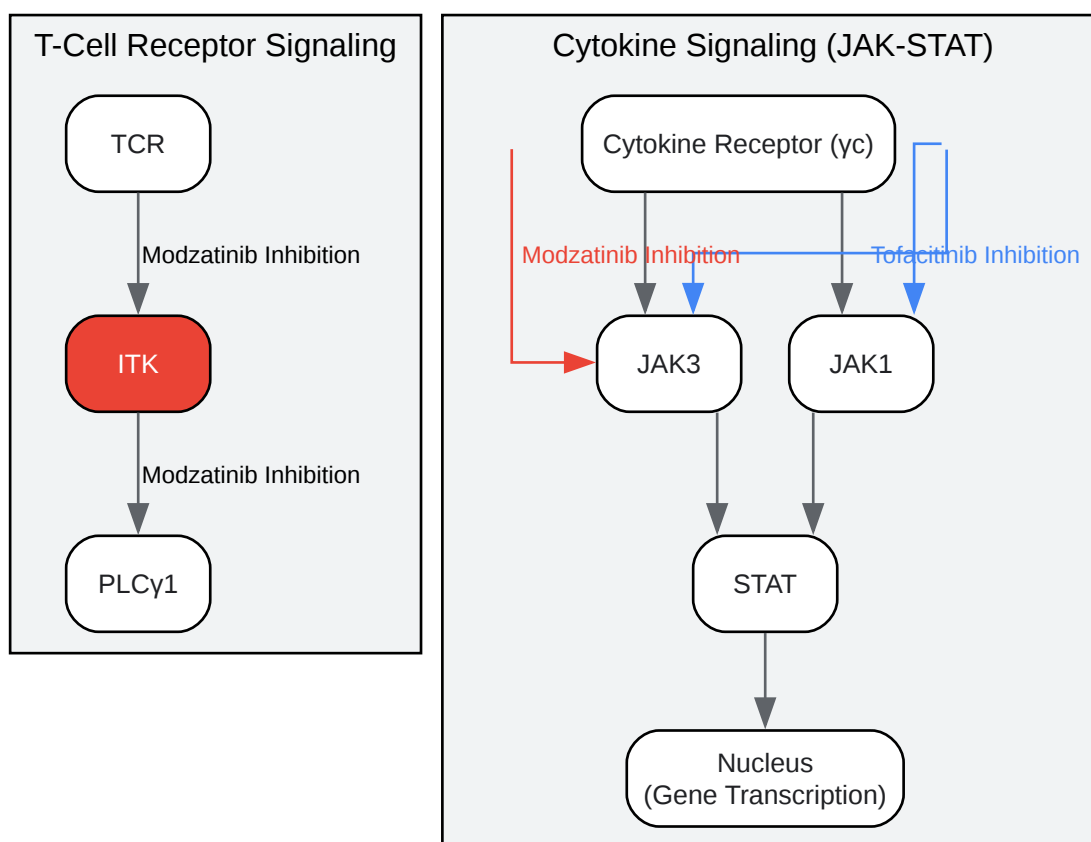 T-Cell Receptor Signaling
TCR
Modzatinib Inhibition
ITK
Modzatinib Inhibition
PLCγ1
Cytokine Signaling (JAK-STAT)
Cytokine Receptor (γc)
Modzatinib Inhibition
Tofacitinib Inhibition
JAK3
JAK1
STAT
Nucleus
(Gene Transcription)